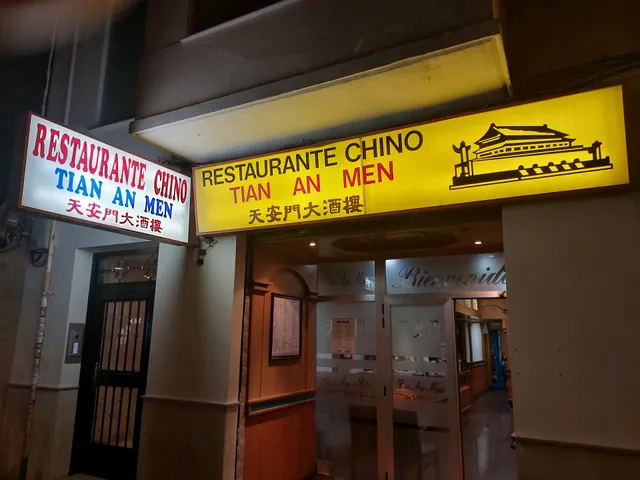 RESTAURANTE CHINO
TIAN AN MEN
天安門大酒樓
RESTAURANTE CHINO
TIAN AN MEN
天安門大酒樓
Bienvenido